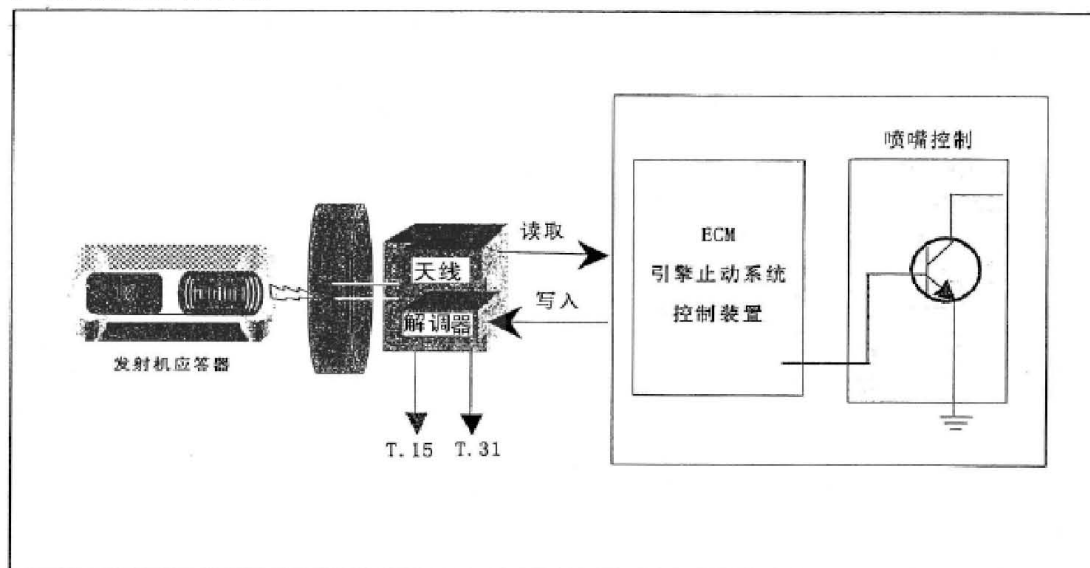 喷嘴控制
读取
ECM
引擎止动系统
控制装置
天线
写入
解调器
发射机应答器
T.15 T.31